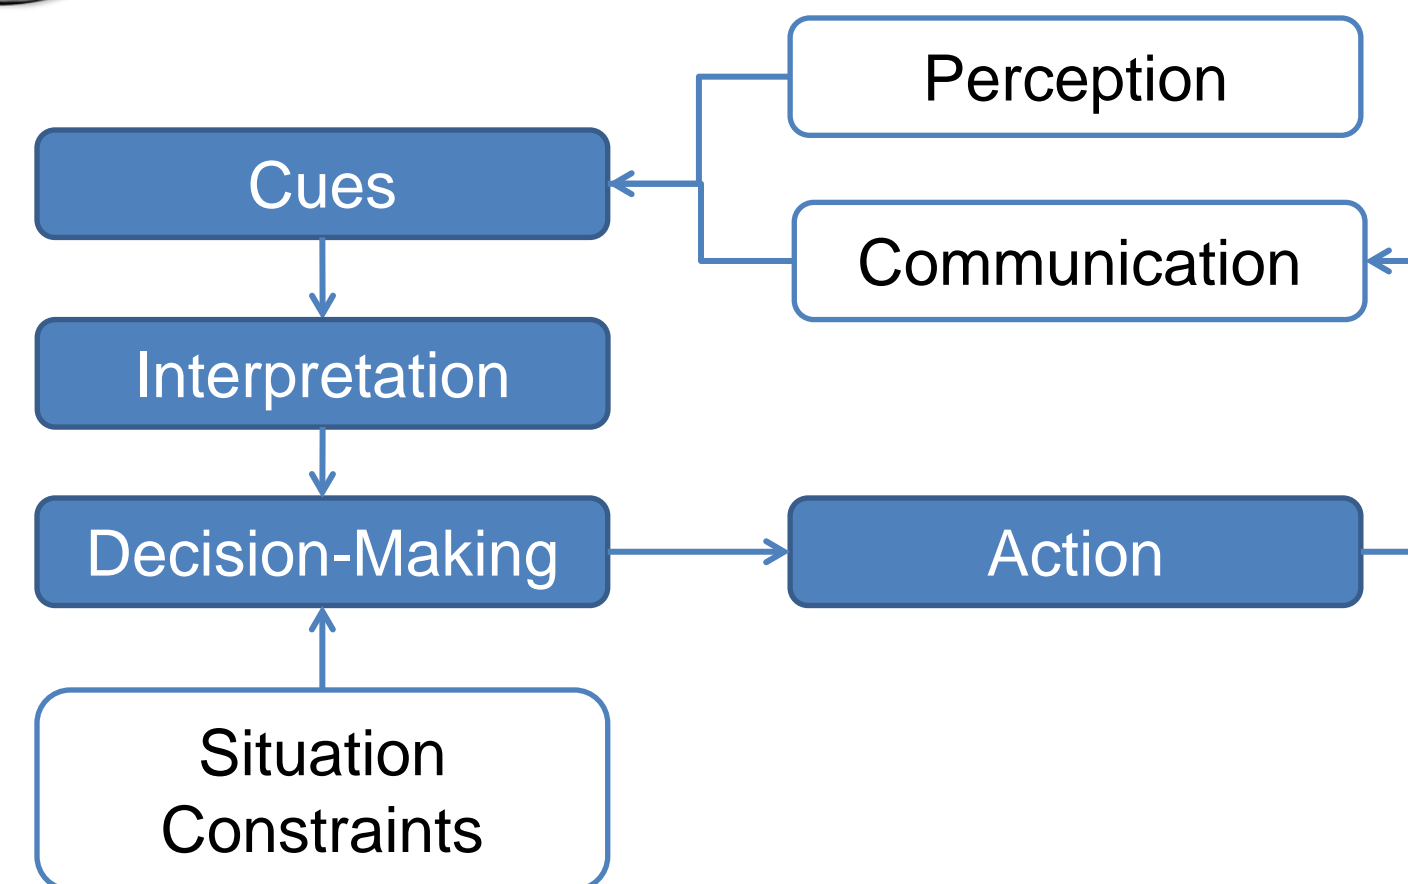 Perception
Cues
Communication
Interpretation
Decision-Making
Action
Situation
Constraints